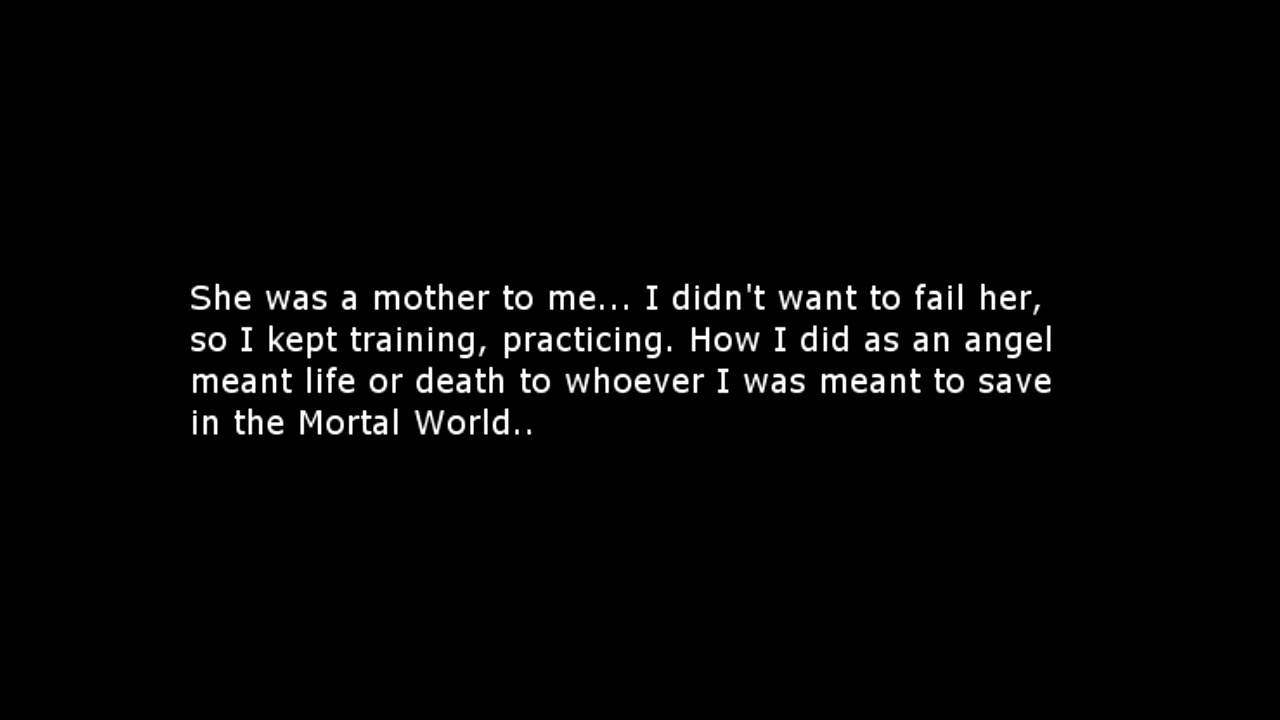 She was a mother to me... I didn't want to fail her,
so I kept training, practicing. How I did as an angel
meant life or death to whoever I was meant to save
in the Mortal World..